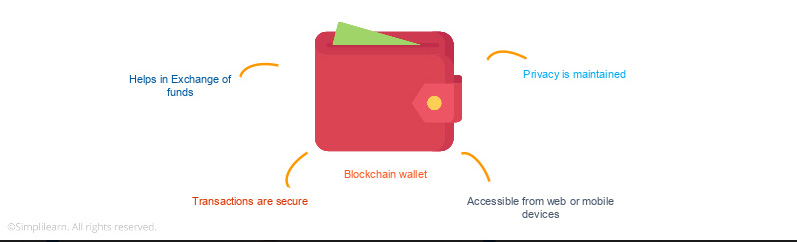 Helps in Exchange of
funds
Privacy is maintained
Blockchain wallet
Transactions are secure
Accessible from web or mobile
devices
©Simplilearn. All rights reserved.